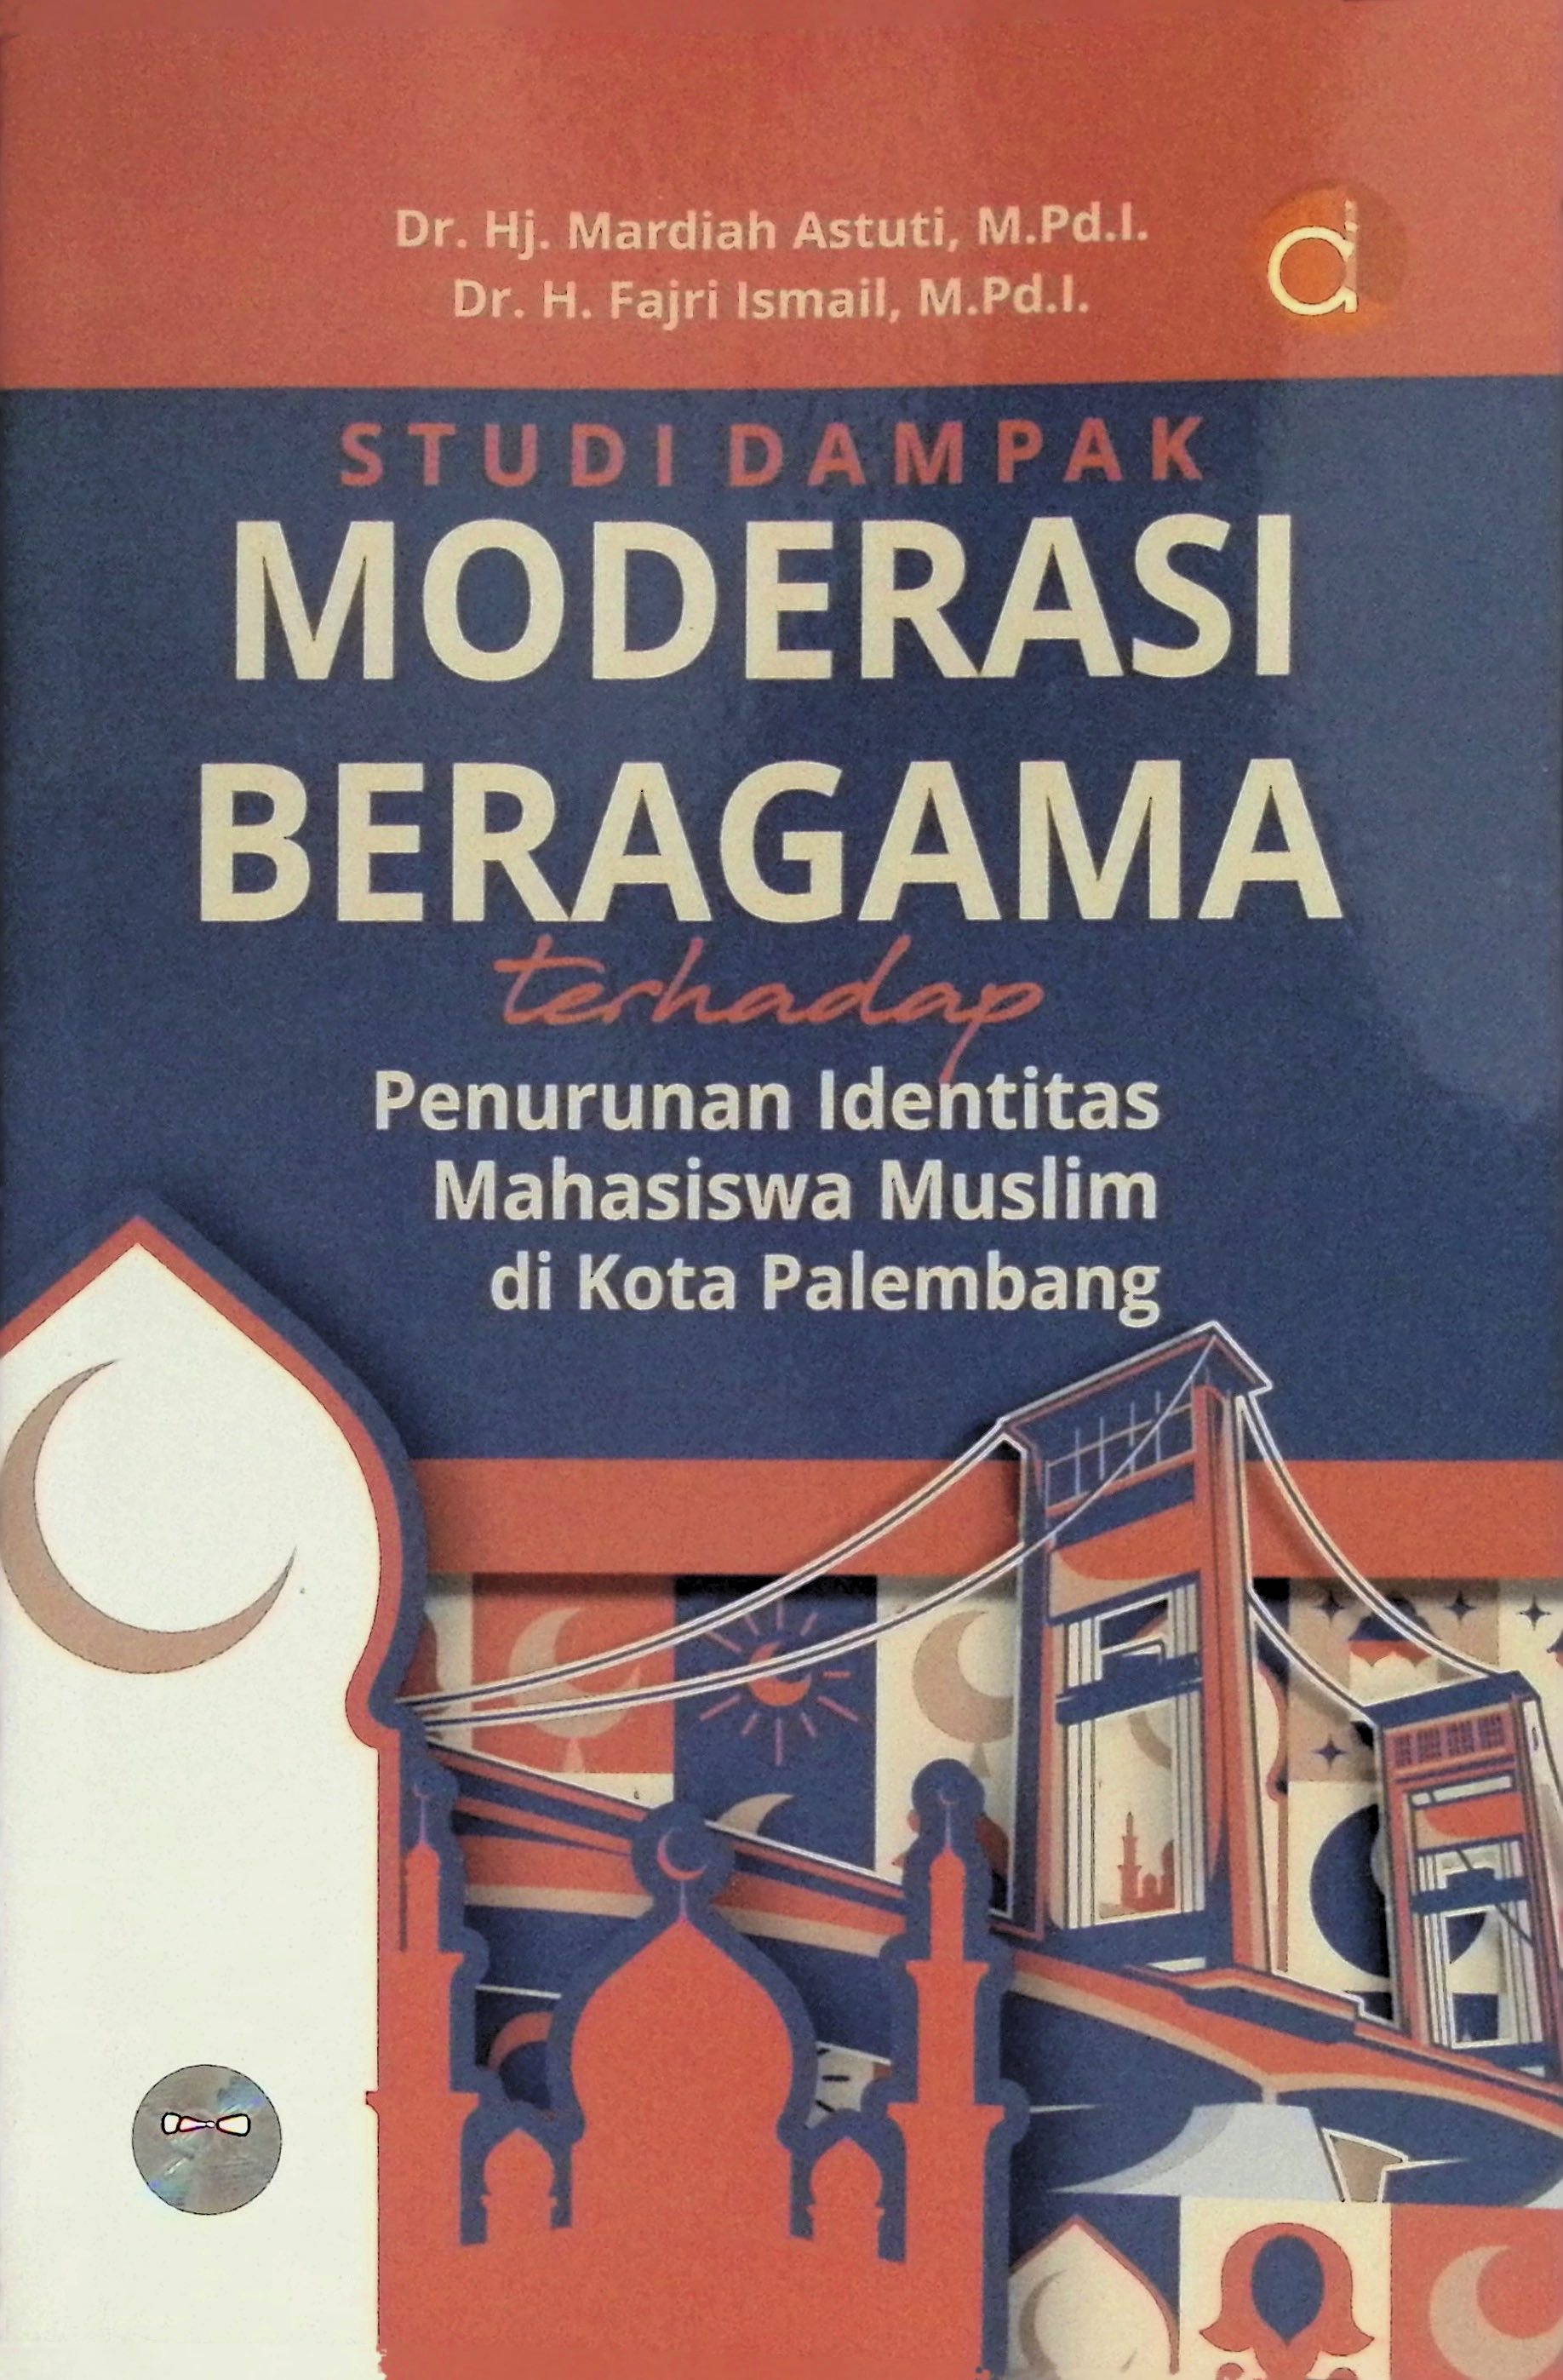 Dr. Hj. Mardiah Astuti, M.Pd.I.
Dr. H. Fajri Ismail, M.Pd.I.
STUDI DAMPAK
MODERASI
BERAGAMA
terhadap
Penurunan Identitas
Mahasiswa Muslim
di Kota Palembang